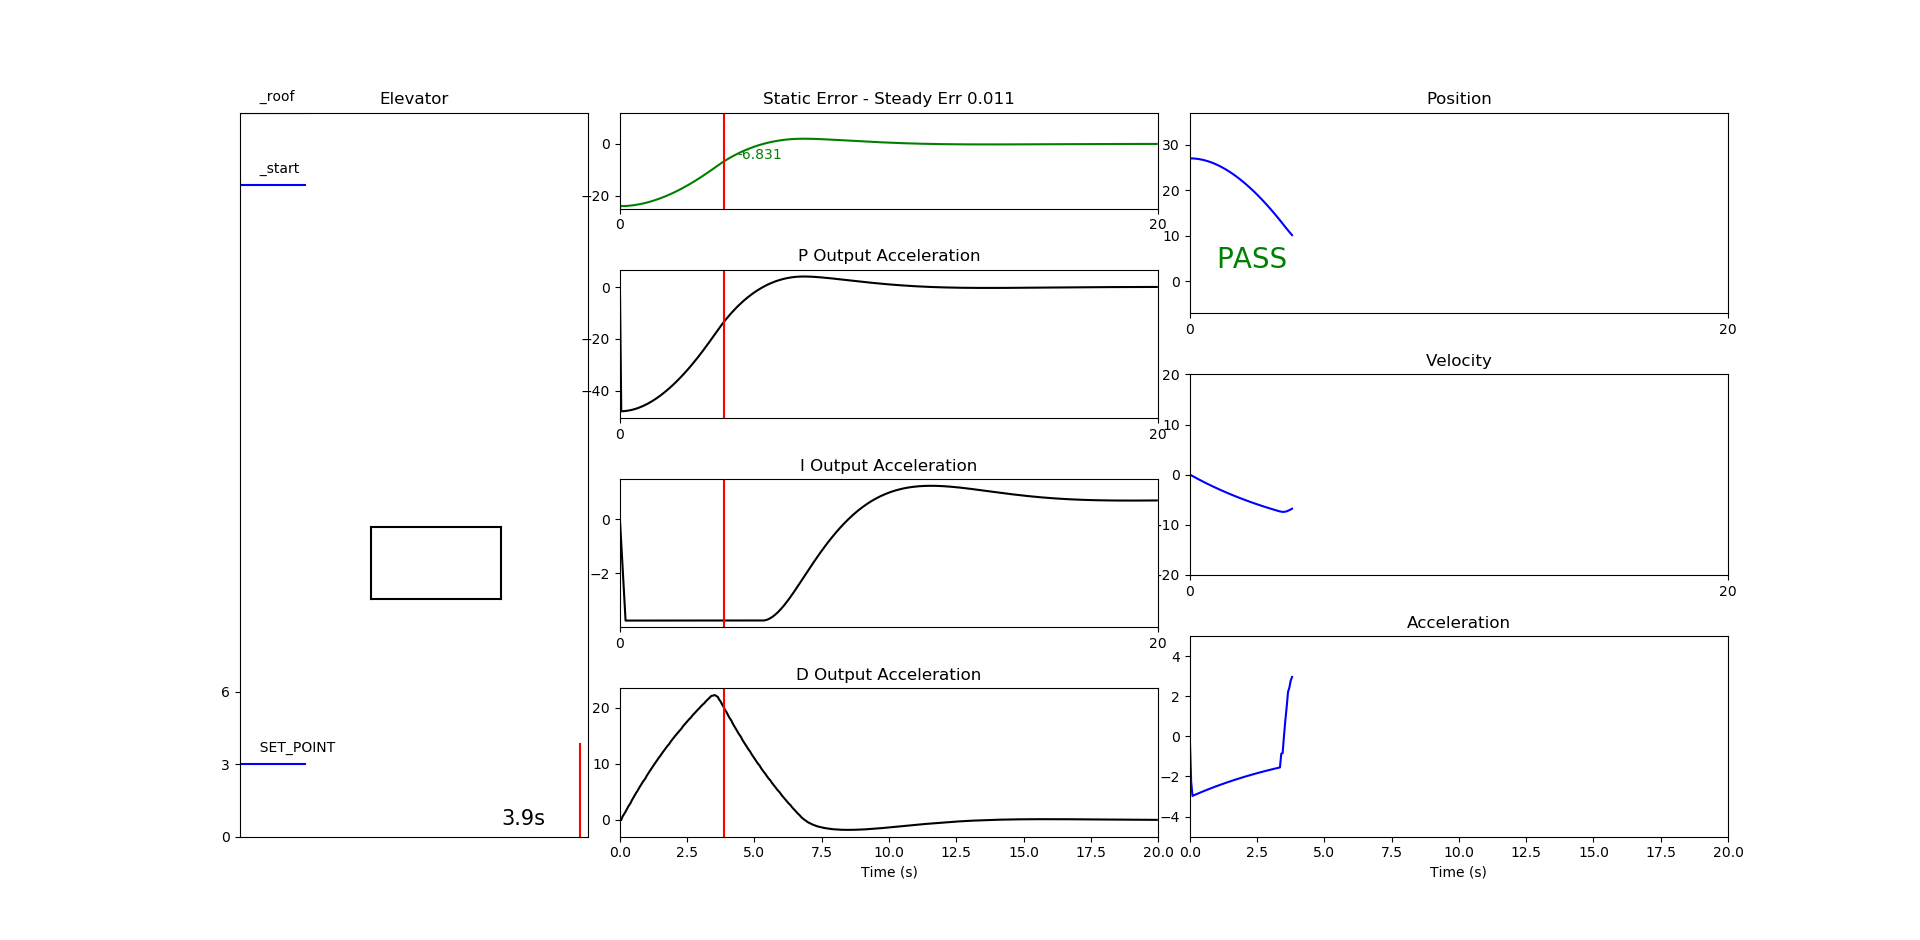 _roof
Elevator
_start
6
SET_POINT
3
3.9s
0
Static Error - Steady Err 0.011
0
−20
-6.831
0
20
P Output Acceleration
0
−20
−40
0
20
I Output Acceleration
0
−2
0
20
D Output Acceleration
20
10
0
0.0 2.5 5.0 7.5 10.0 12.5 15.0 17.5 20.0
Time (s)
Position
30
20
10
PASS
0
0
20
Velocity
20
10
0
−10
−20
0
20
Acceleration
4
2
0
−2
−4
0.0 2.5 5.0 7.5 10.0 12.5 15.0 17.5 20.0
Time (s)